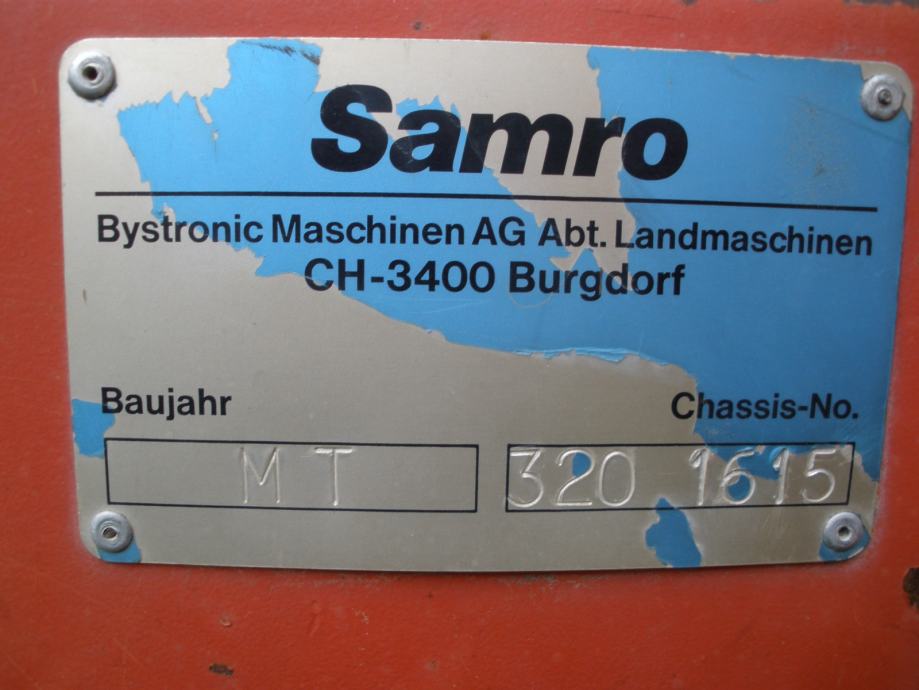 Samro
Bystronic Maschinen AG Abt. Landmaschinen
CH-3400 Burgdorf
Baujahr Chassis-No.
MT 320 1615